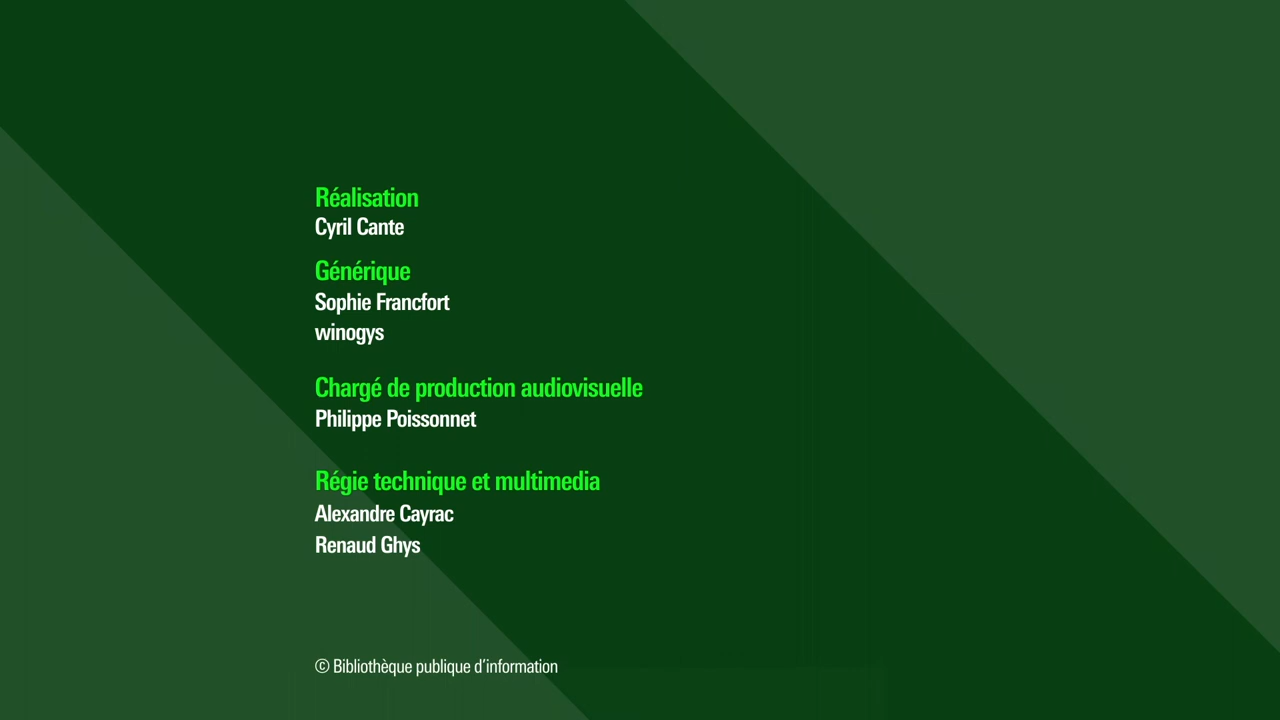 Réalisation
Cyril Cante
Générique
Sophie Francfort
winogys
Chargé de production audiovisuelle
Philippe Poissonnet
Régie technique et multimedia
Alexandre Cayrac
Renaud Ghys
© Bibliothèque publique d’information